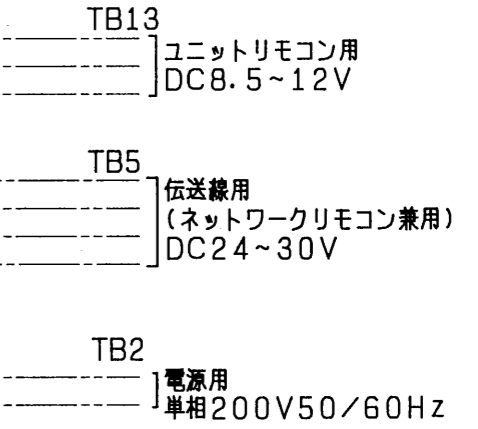 TB13
ユニットリモコン用
DC8.5~12V
TB5
伝送線用
(ネットワークリモコン兼用)
DC24~30V
TB2
電源用
単相200V50/60Hz